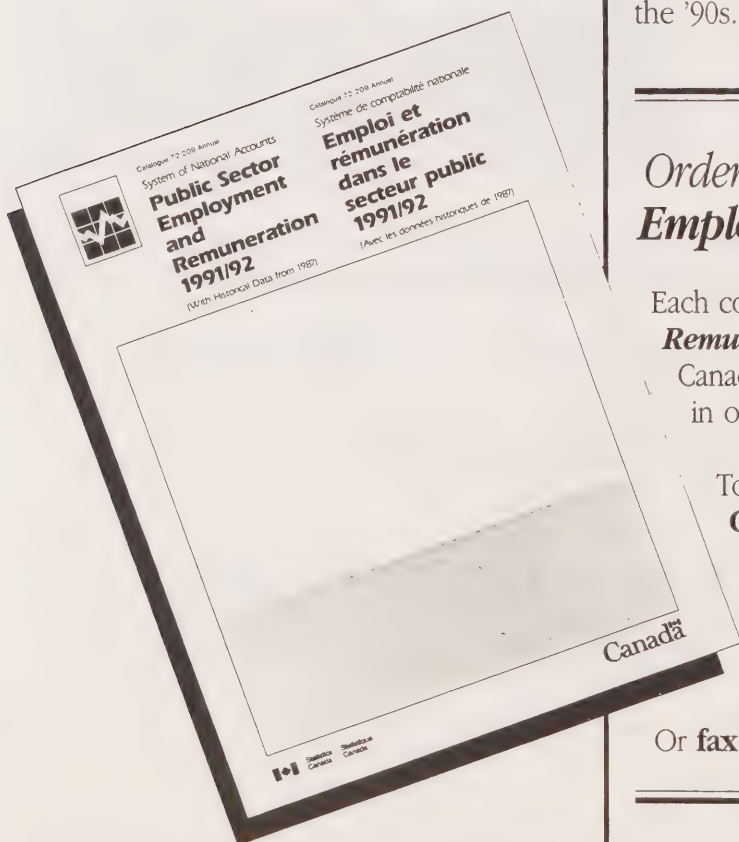 the '90s.
Catalogue 72-209 Annuel
System of National Accounts
Public Sector
Employment
and
Remuneration
1991/92
(With Historical Data from 1987)
Catalogue 72-209 Annuel
Système de comptabilité nationale
Emploi et
rémunération
dans le
secteur public
1991/92
(Avec les données historiques de 1987)
Canada
Statistics
Canada
Statistique
Canada
Order
Emplo
Each co
Remu
Canad
in o
To
Or fax